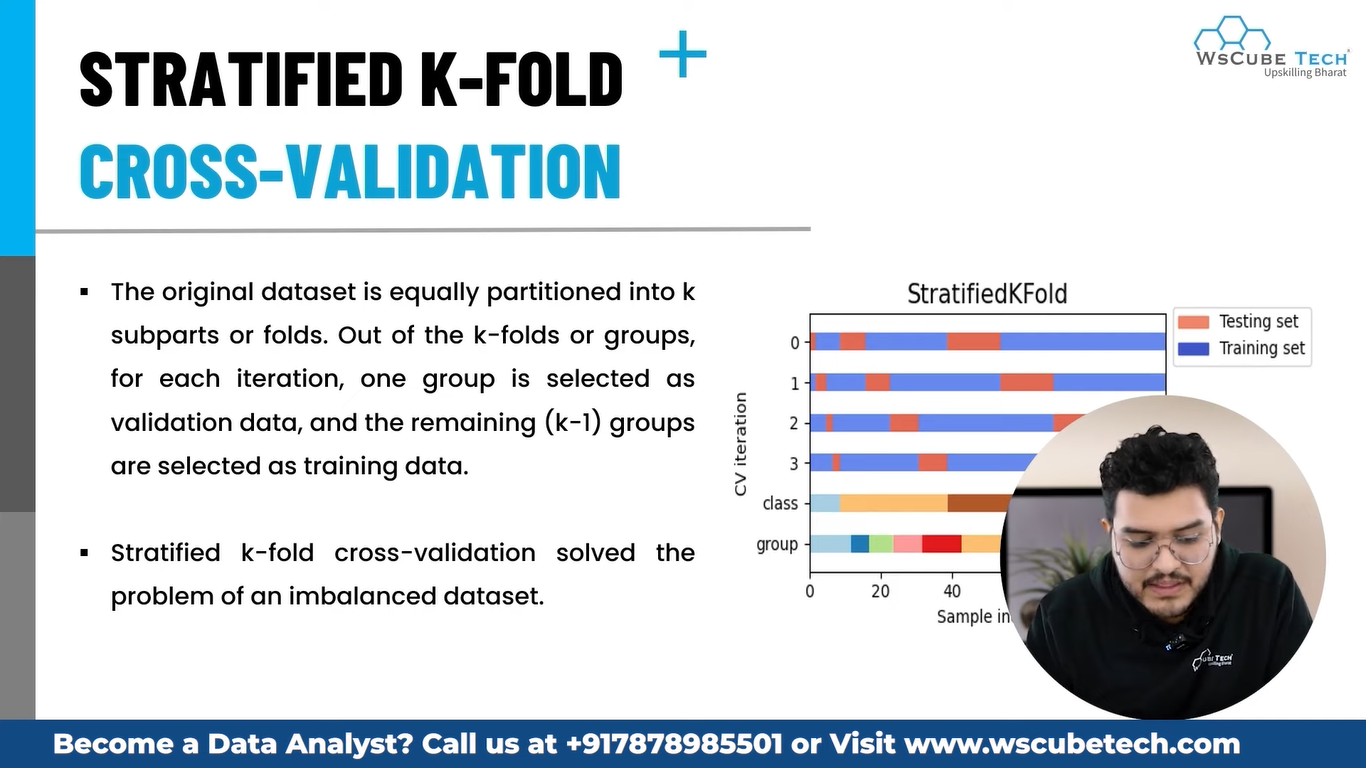 STRATIFIED K-FOLD
CROSS-VALIDATION
WsCube Tech
Upskilling Bharat
▪ The original dataset is equally partitioned into k
subparts or folds. Out of the k-folds or groups,
for each iteration, one group is selected as
validation data, and the remaining (k-1) groups
are selected as training data.
▪ Stratified k-fold cross-validation solved the
problem of an imbalanced dataset.
StratifiedKFold
Testing set
Training set
CV iteration
0
1
2
3
class
group
0 20 40
Sample
Become a Data Analyst? Call us at +917878985501 or Visit www.wscubetech.com